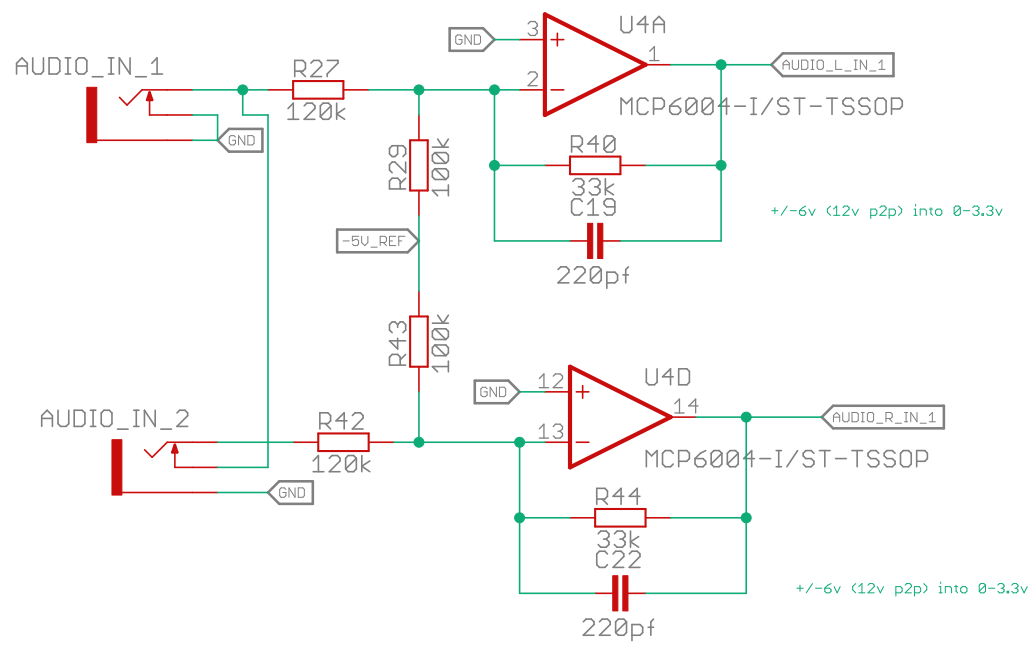 U4A
3
GND
+
1
AUDIO_L_IN_1
AUDIO_IN_1
R27
120k
2
-
MCP6004-I/ST-TSSOP
GND
R29
100k
R40
33k
C19
220pf
+/-6v (12v p2p) into 0-3.3v
-5V_REF
R43
100k
U4D
12
GND
+
14
AUDIO_R_IN_1
AUDIO_IN_2
R42
120k
13
-
MCP6004-I/ST-TSSOP
GND
R44
33k
C22
220pf
+/-6v (12v p2p) into 0-3.3v